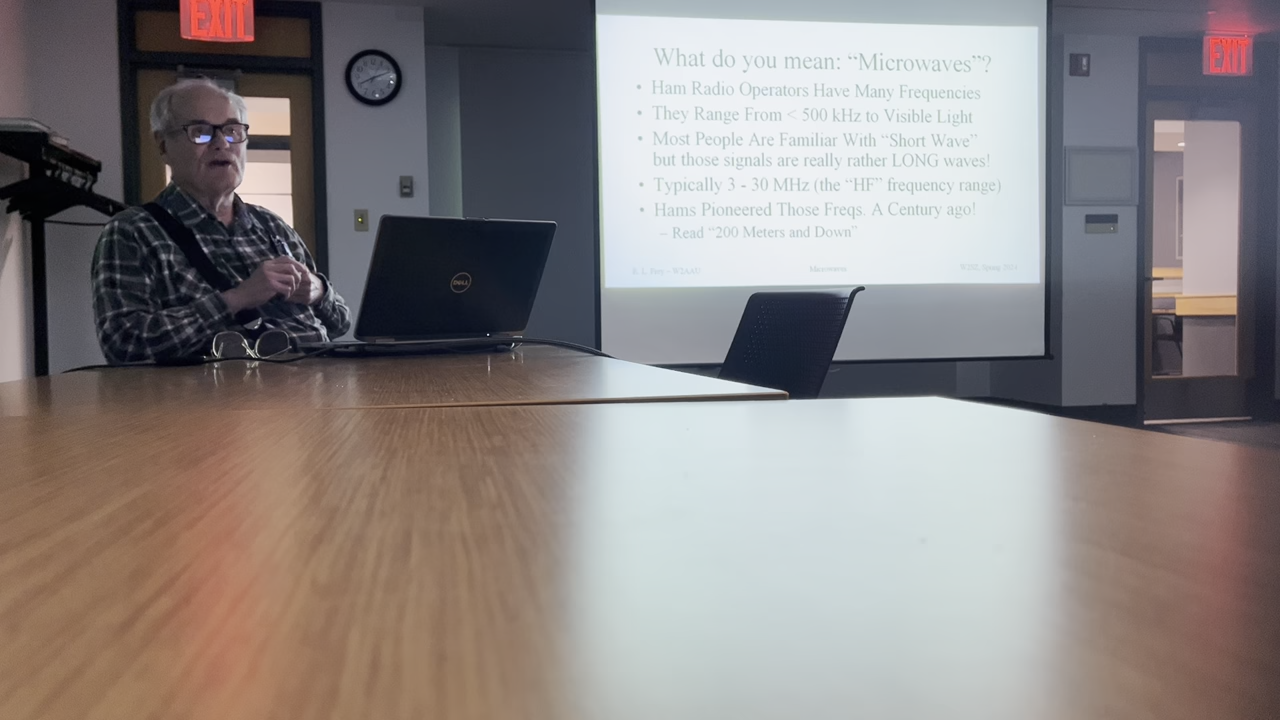 EXIT
What do you mean: “Microwaves”?
• Ham Radio Operators Have Many Frequencies
• They Range From < 500 kHz to Visible Light
• Most People Are Familiar With “Short Wave”
but those signals are really rather LONG waves!
• Typically 3 - 30 MHz (the “HF” frequency range)
• Hams Pioneered Those Freqs. A Century ago!
– Read “200 Meters and Down”
Microwaves
EXIT
DELL